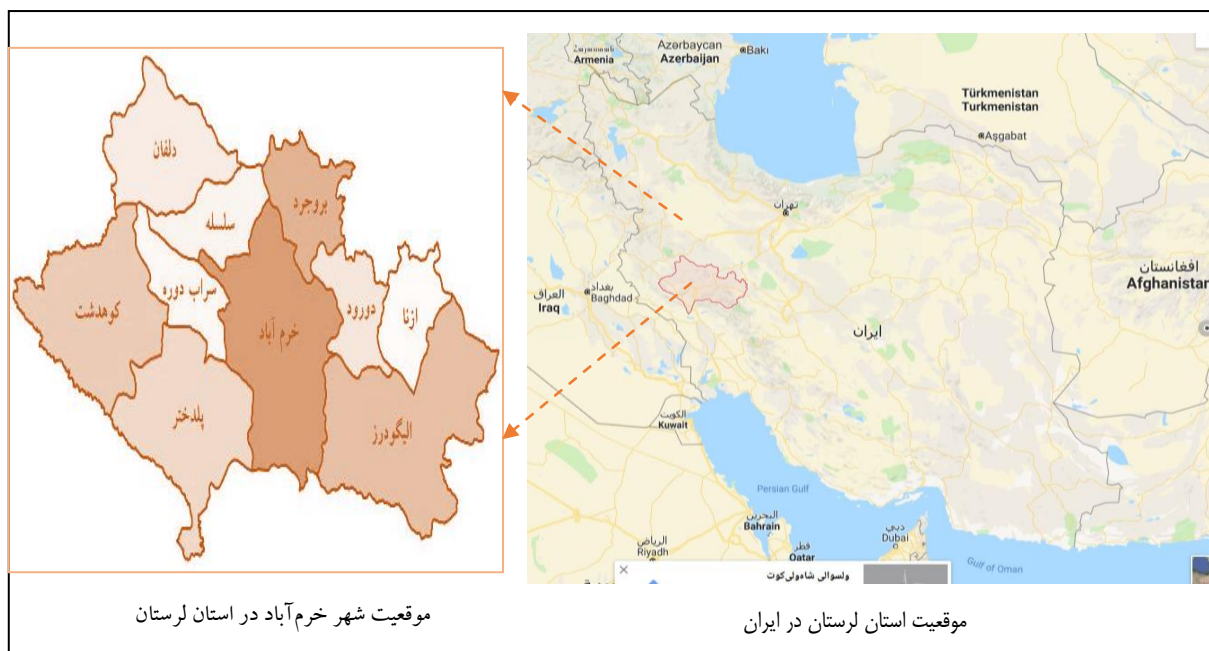 دلفان
بروجرد
سلسله
سراب دوره
کوهدشت
دورود
ازنا
خرم آباد
پلدختر
الیگودرز
موقعیت شهر خرم‌آباد در استان لرستان
Armenia
Azərbaycan
Azerbaijan
Bakı
Türkmenistan
Turkmenistan
Aşgabat
تهران
افغانستان
Afghanistan
بغداد
Baghdad
العراق
Iraq
ایران
الكويت
Kuwait
Persian Gulf
البحرين
Bahrain
قطر
Qatar
دبي
Dubai
الرياض
Riyadh
Gulf of Oman
ولسوالی شاه‌ولی‌کوت
موقعیت استان لرستان در ایران